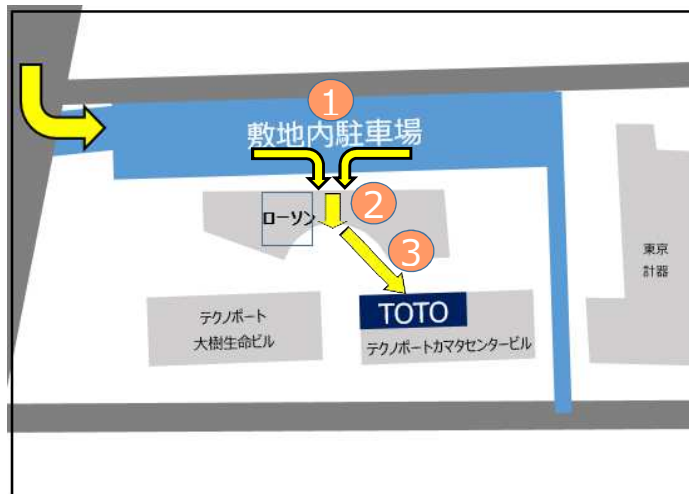 1
敷地内駐車場
ローソン
2
3
東京
計器
TOTO
テクノポート
大樹生命ビル
テクノポートカマタセンタービル